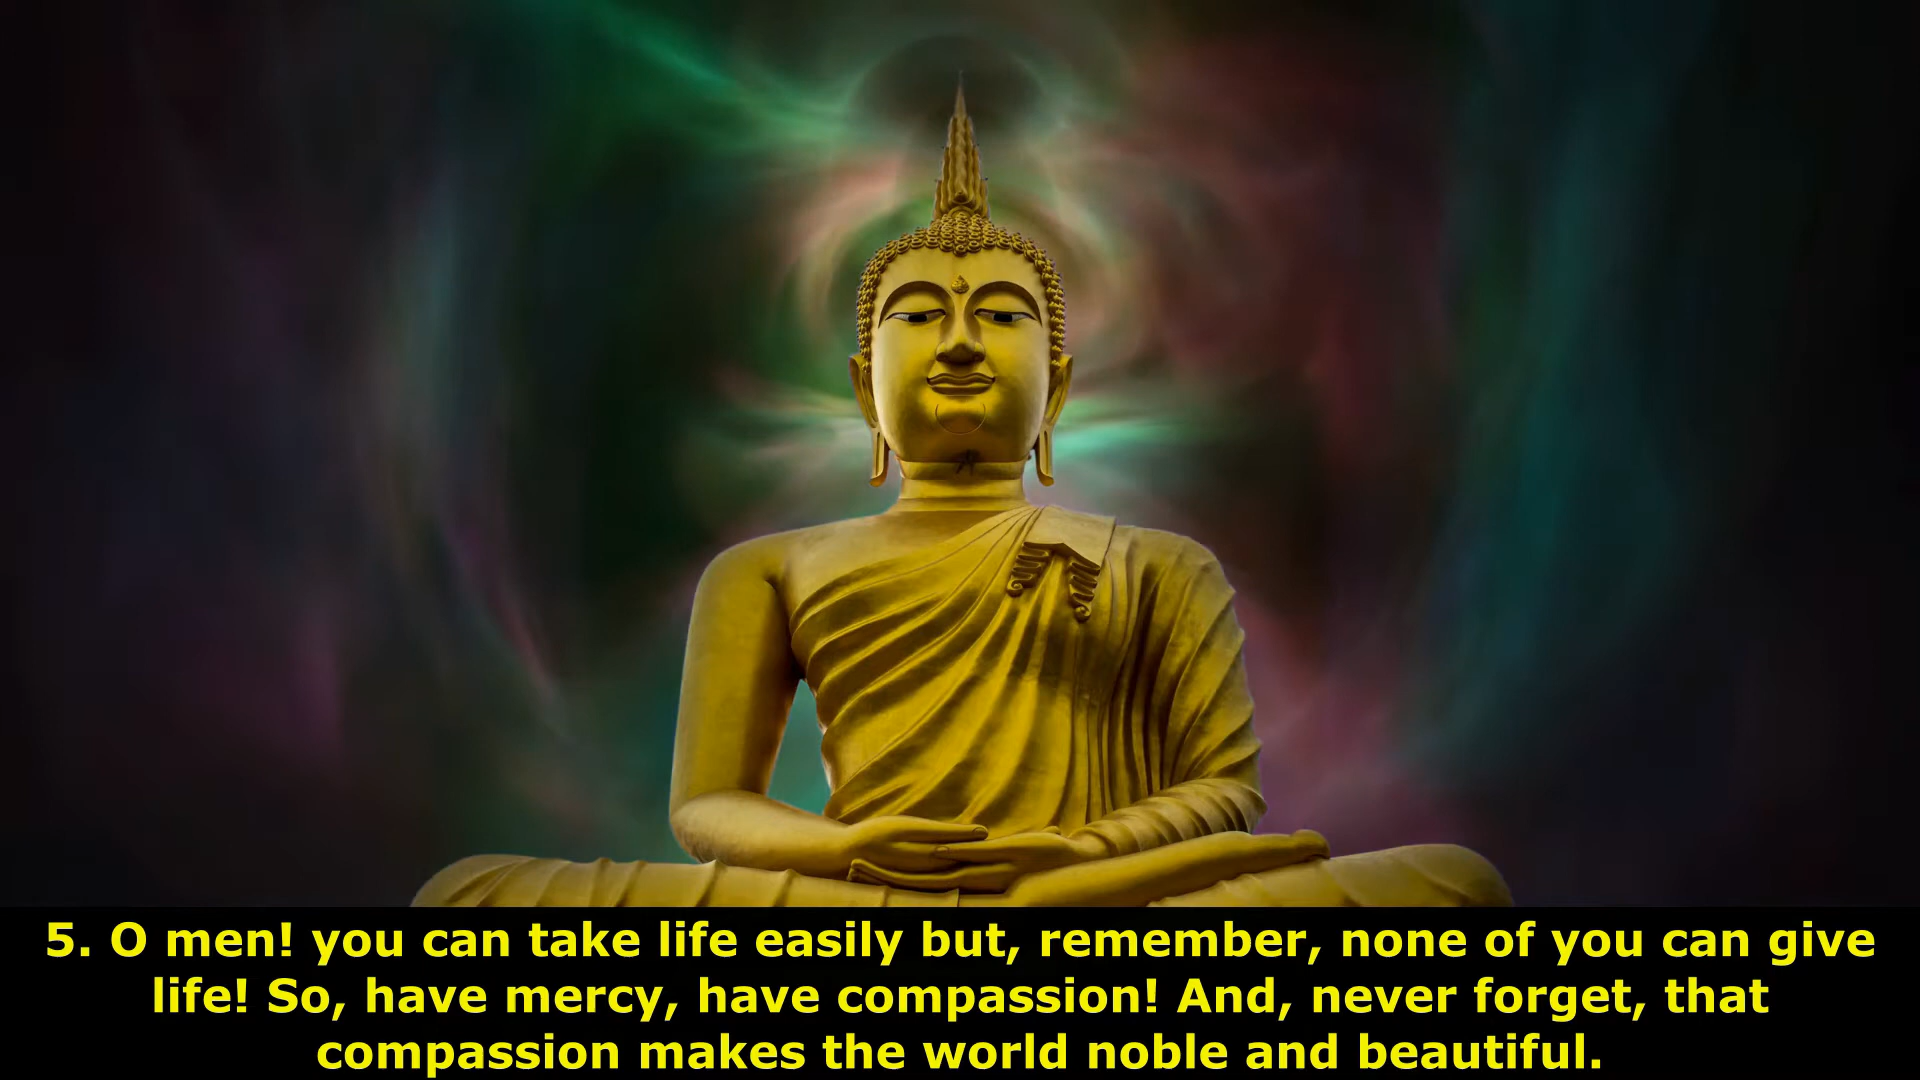 5. O men! you can take life easily but, remember, none of you can give
life! So, have mercy, have compassion! And, never forget, that
compassion makes the world noble and beautiful.